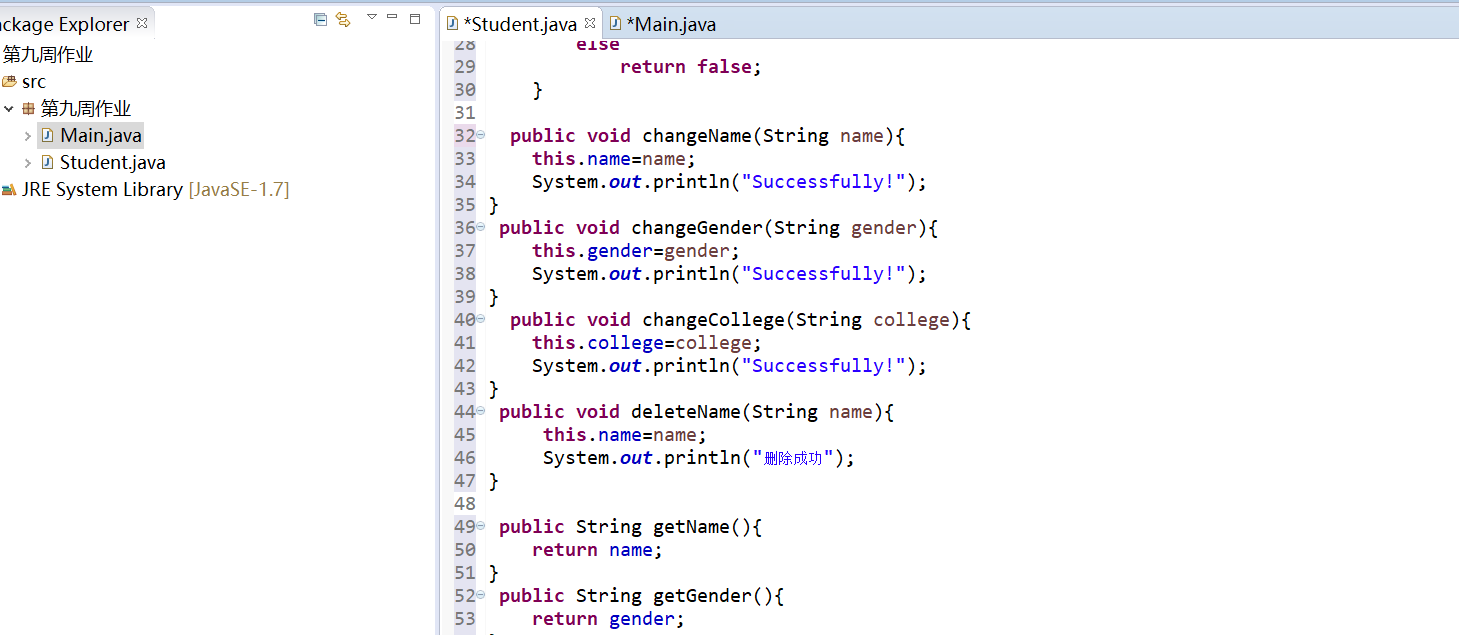 ackage Explorer
第九周作业
src
第九周作业
Main.java
Student.java
JRE System Library [JavaSE-1.7]
*Student.java
*Main.java
28 else
29 return false;
30 }
31
32 public void changeName(String name){
33 this.name=name;
34 System.out.println("Successfully!");
35 }
36 public void changeGender(String gender){
37 this.gender=gender;
38 System.out.println("Successfully!");
39 }
40 public void changeCollege(String college){
41 this.college=college;
42 System.out.println("Successfully!");
43 }
44 public void deleteName(String name){
45 this.name=name;
46 System.out.println("删除成功");
47 }
48
49 public String getName(){
50 return name;
51 }
52 public String getGender(){
53 return gender;